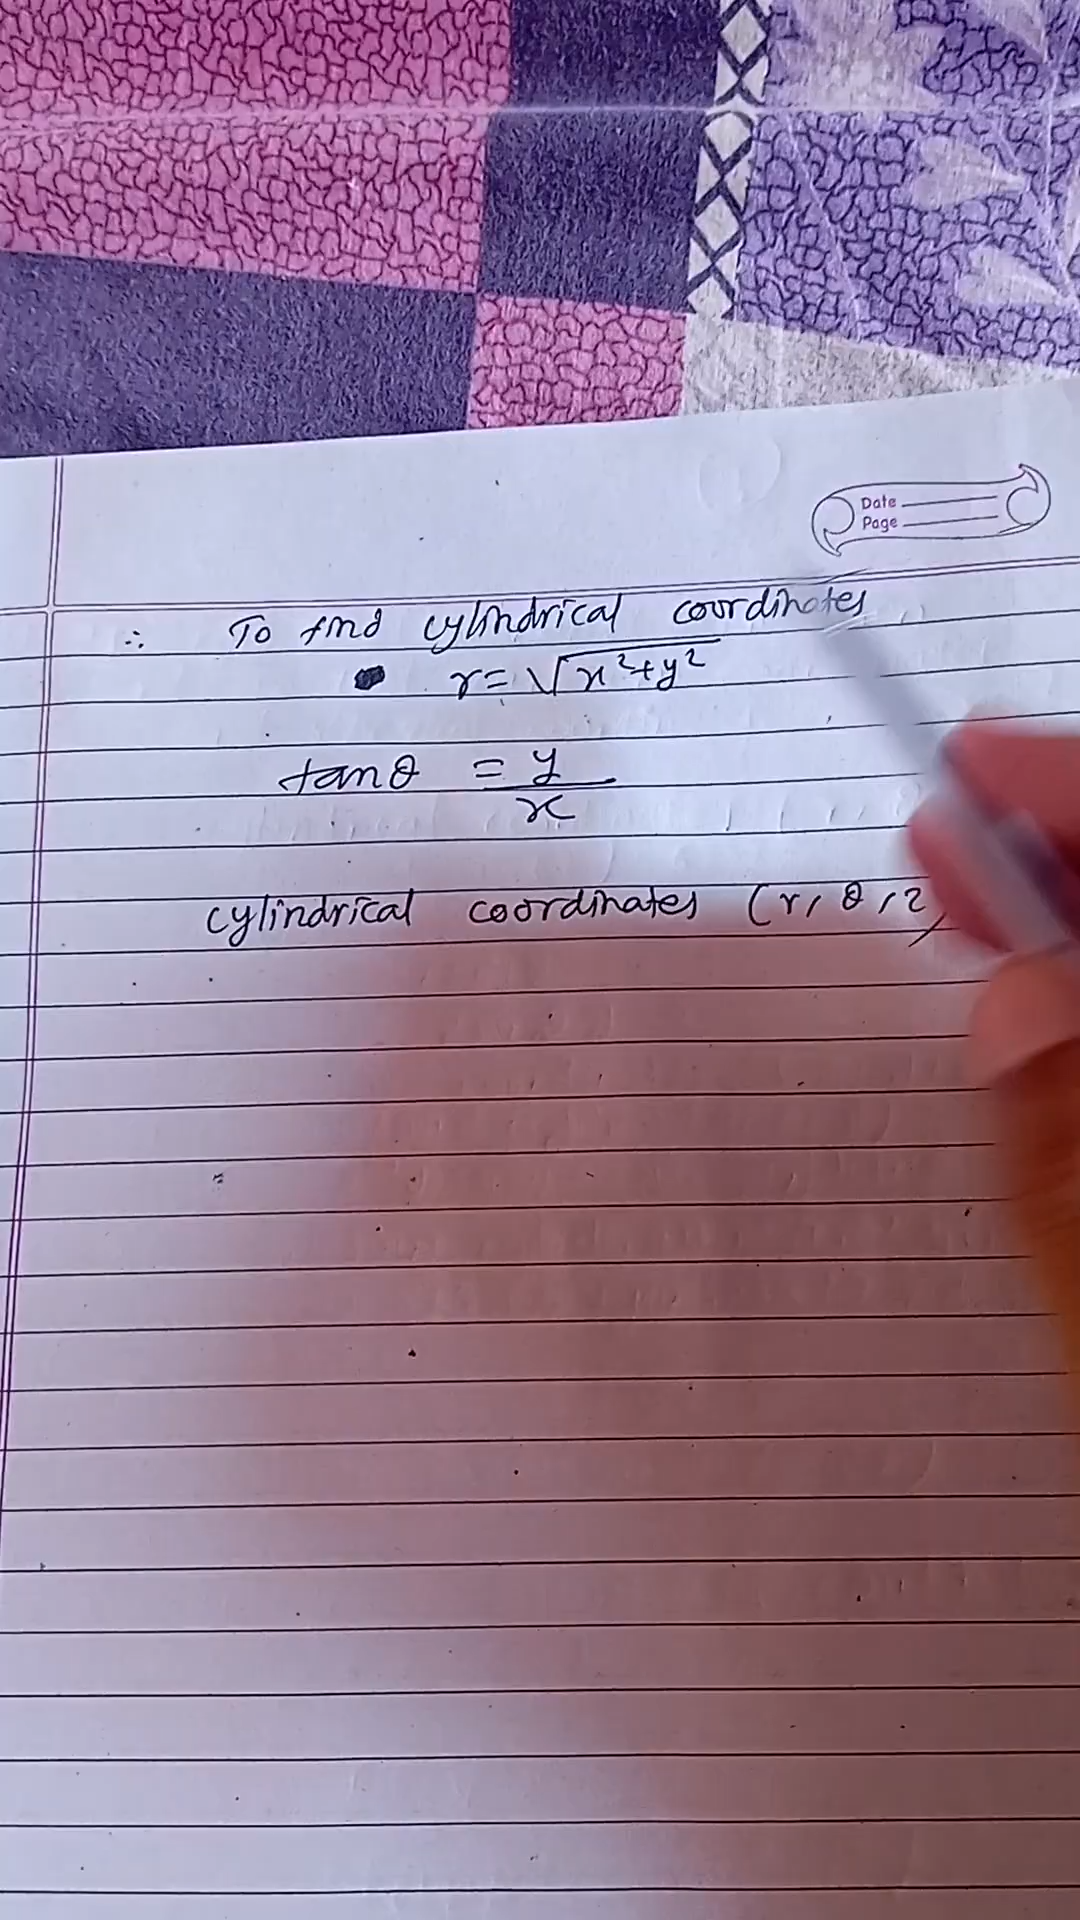 Date
Page
∴ To find cylindrical coordinates
r = √x²+y²
tanθ = y/x
cylindrical coordinates (r, θ, z)